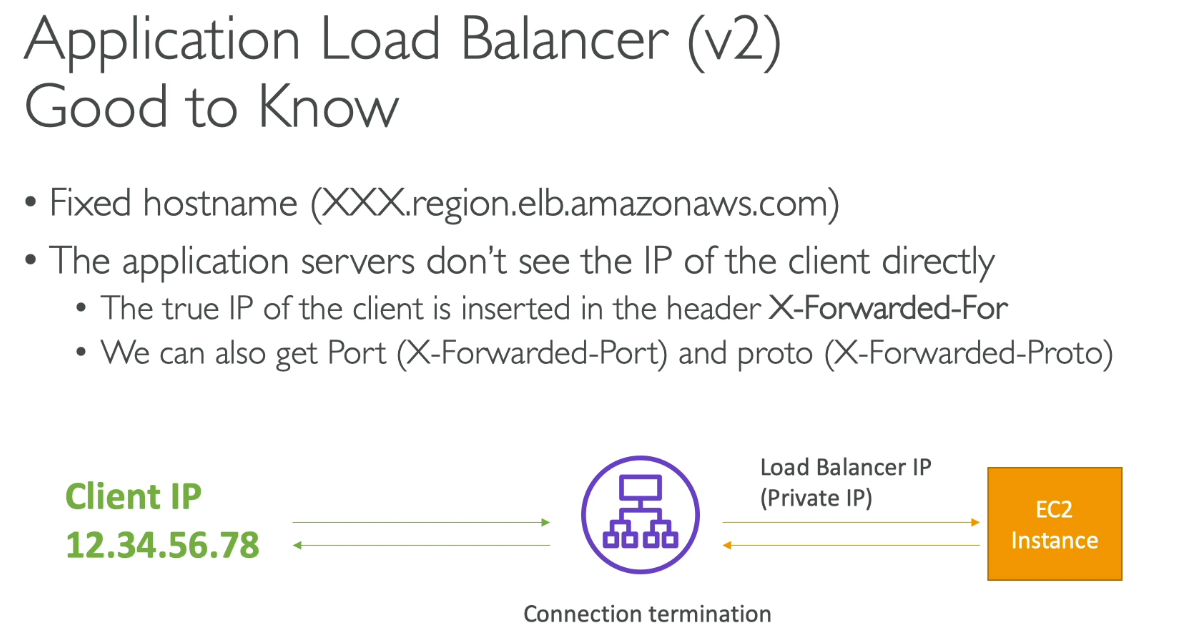 Application Load Balancer (v2)
Good to Know
• Fixed hostname (XXX.region.elb.amazonaws.com)
• The application servers don’t see the IP of the client directly
• The true IP of the client is inserted in the header X-Forwarded-For
• We can also get Port (X-Forwarded-Port) and proto (X-Forwarded-Proto)
Client IP
12.34.56.78
Load Balancer IP
(Private IP)
EC2
Instance
Connection termination